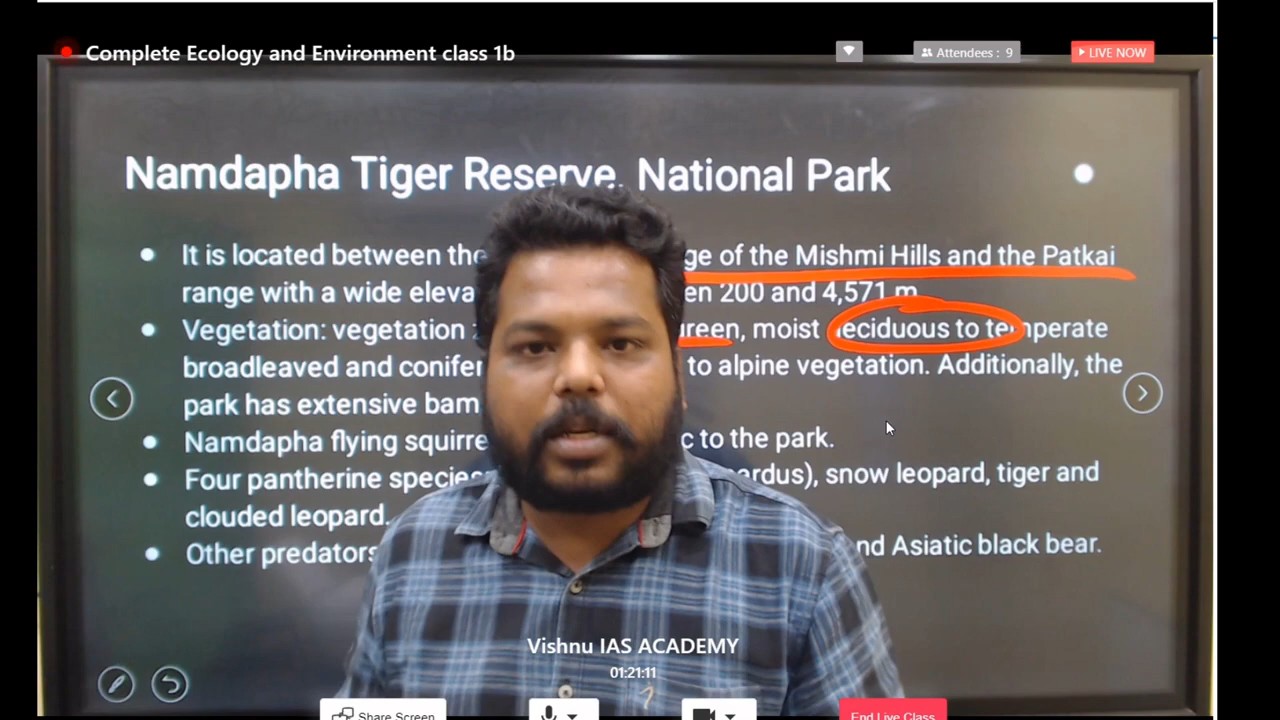 Complete Ecology and Environment class 1b
Attendees : 9
LIVE NOW
Namdapha Tiger Reserve, National Park
It is located between the ge of the Mishmi Hills and the Patkai
range with a wide eleva en 200 and 4,571 m
Vegetation: vegetation reen, moist eciduous to temperate
broadleaved and conifer to alpine vegetation. Additionally, the
park has extensive bam
Namdapha flying squirre c to the park.
Four pantherine species ardus), snow leopard, tiger and
clouded leopard.
Other predators nd Asiatic black bear.
Vishnu IAS ACADEMY
01:21:11
Share Screen
End Live Class